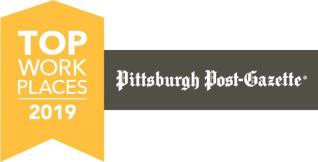 TOP
WORK
PLACES
2019
Pittsburgh Post-Gazette®